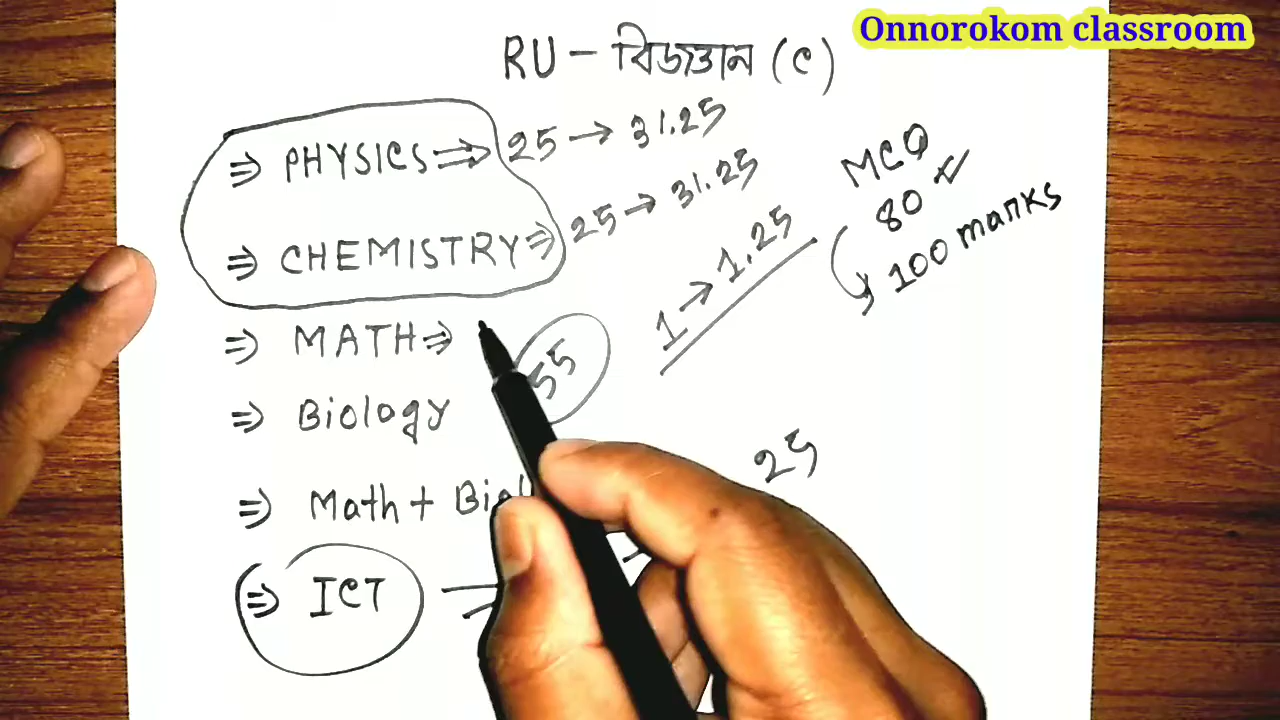 Onnorokom classroom
RU - বিজ্ঞান (C)
⇒ PHYSICS ⇒ 25 → 31.25
⇒ CHEMISTRY ⇒ 25 → 31.25
1 → 1.25
MCQ
80
100 marks
⇒ MATH ⇒
55
⇒ Biology
25
⇒ Math +
⇒ ICT